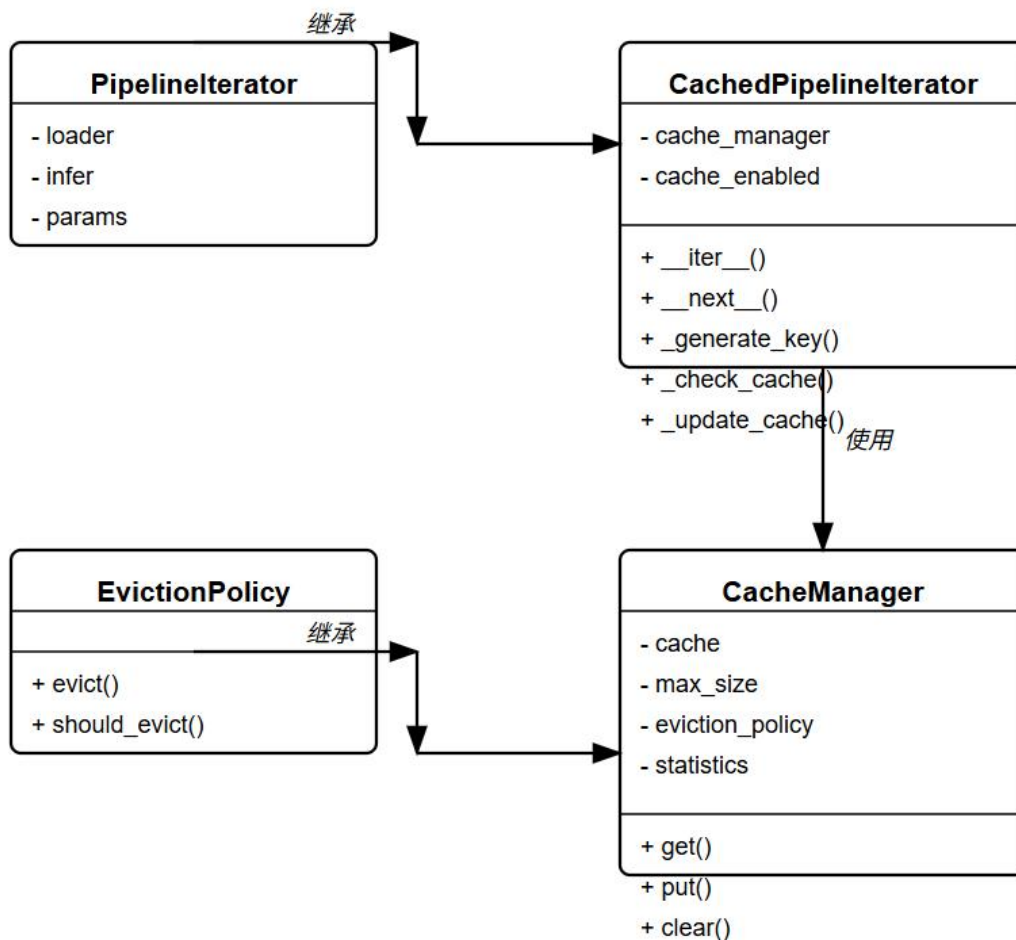 继承
PipelineIterator
- loader
- infer
- params
CachedPipelineIterator
- cache_manager
- cache_enabled
+ __iter__()
+ __next__()
+ _generate_key()
+ _check_cache()
+ _update_cache()
使用
EvictionPolicy
继承
+ evict()
+ should_evict()
CacheManager
- cache
- max_size
- eviction_policy
- statistics
+ get()
+ put()
+ clear()